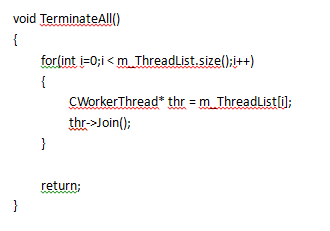 void TerminateAll()
{
for(int i=0;i < m_ThreadList.size();i++)
{
CWorkerThread* thr = m_ThreadList[i];
thr->Join();
}
return;
}